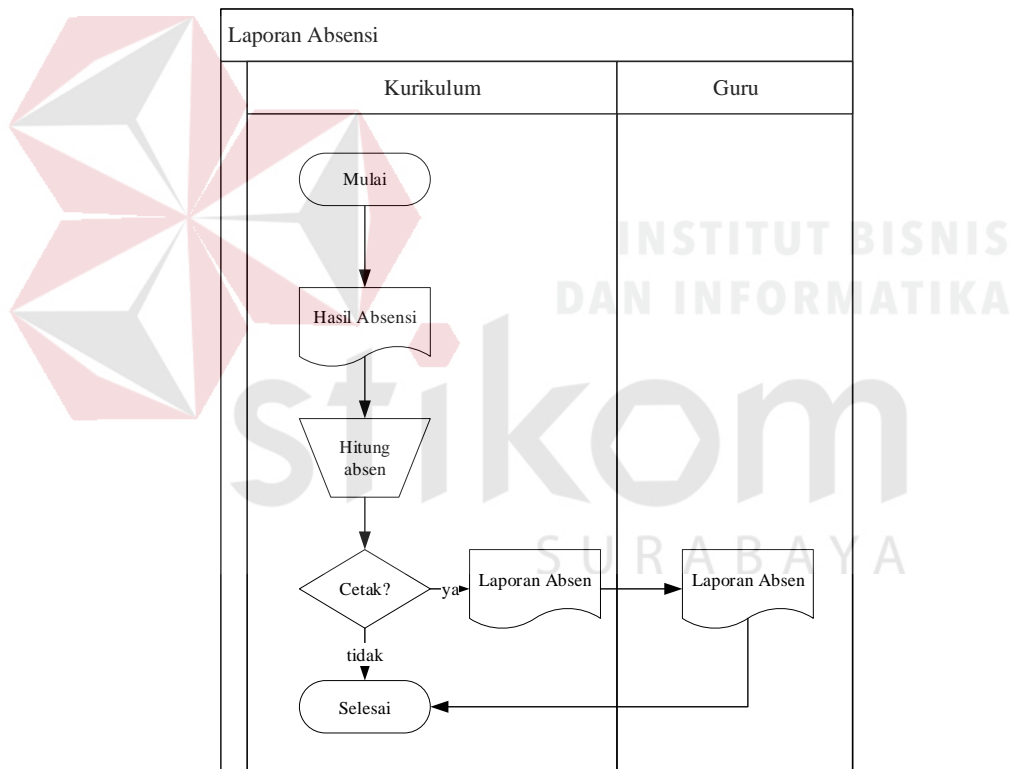 Laporan Absensi
Kurikulum
Guru
Mulai
INSTITUT BISNIS
DAN INFORMATIKA
Hasil Absensi
stikom
Hitung
absen
SURABAYA
Cetak?
ya
Laporan Absen
Laporan Absen
tidak
Selesai